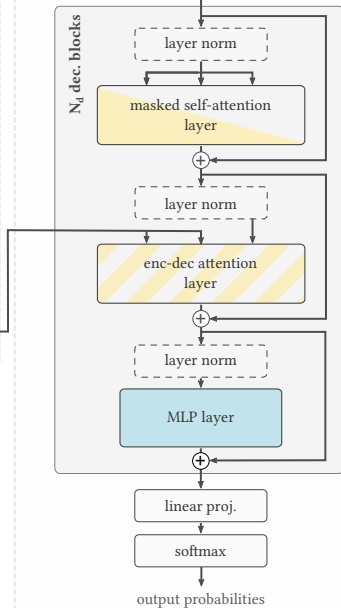 N_d dec. blocks
layer norm
masked self-attention
layer
+
layer norm
enc-dec attention
layer
+
layer norm
MLP layer
+
linear proj.
softmax
output probabilities